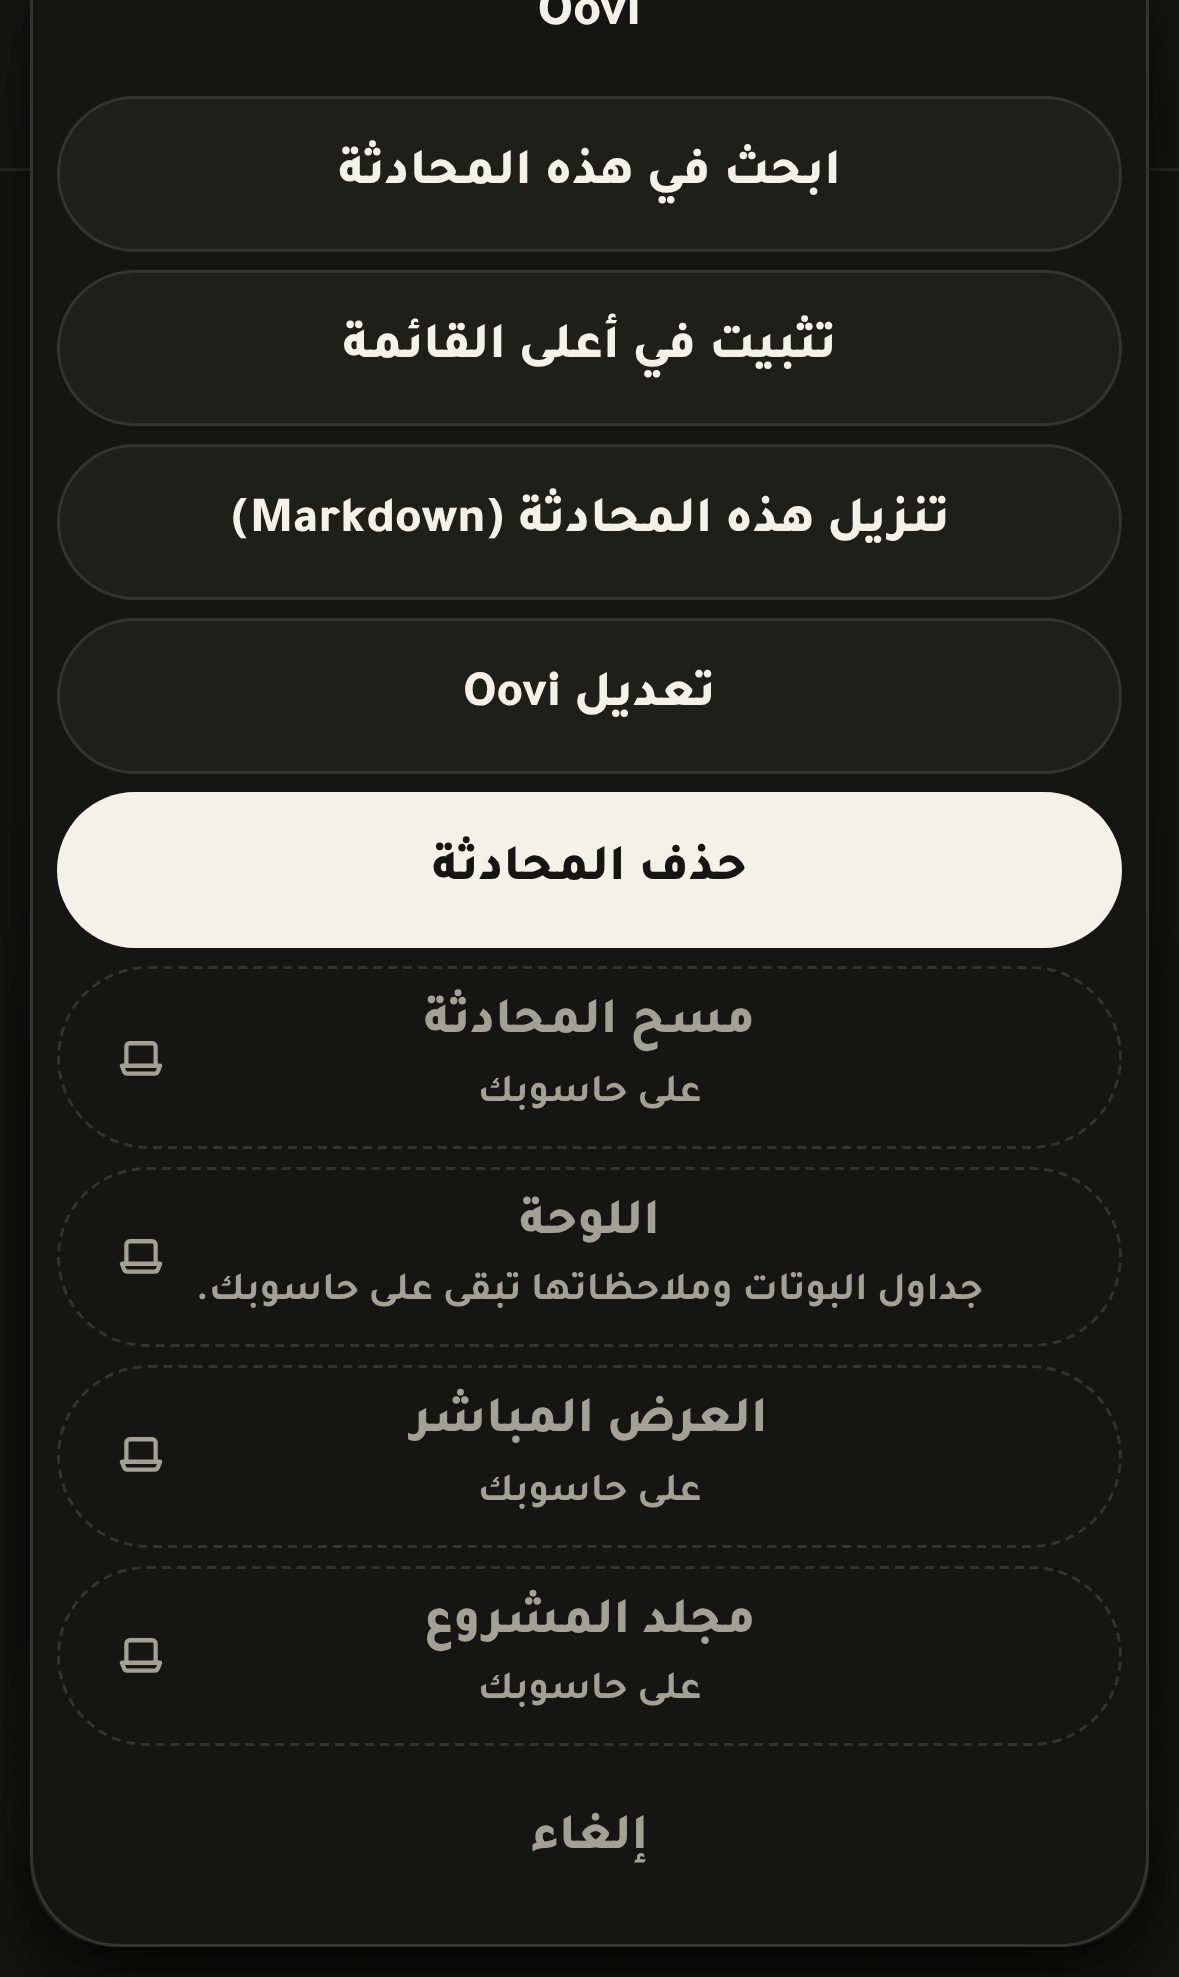 Oovi
ابحث في هذه المحادثة
تثبيت في أعلى القائمة
تنزيل هذه المحادثة (Markdown)
تعديل Oovi
حذف المحادثة
مسح المحادثة
على حاسوبك
اللوحة
جداول البوتات وملاحظاتها تبقى على حاسوبك.
العرض المباشر
على حاسوبك
مجلد المشروع
على حاسوبك
إلغاء